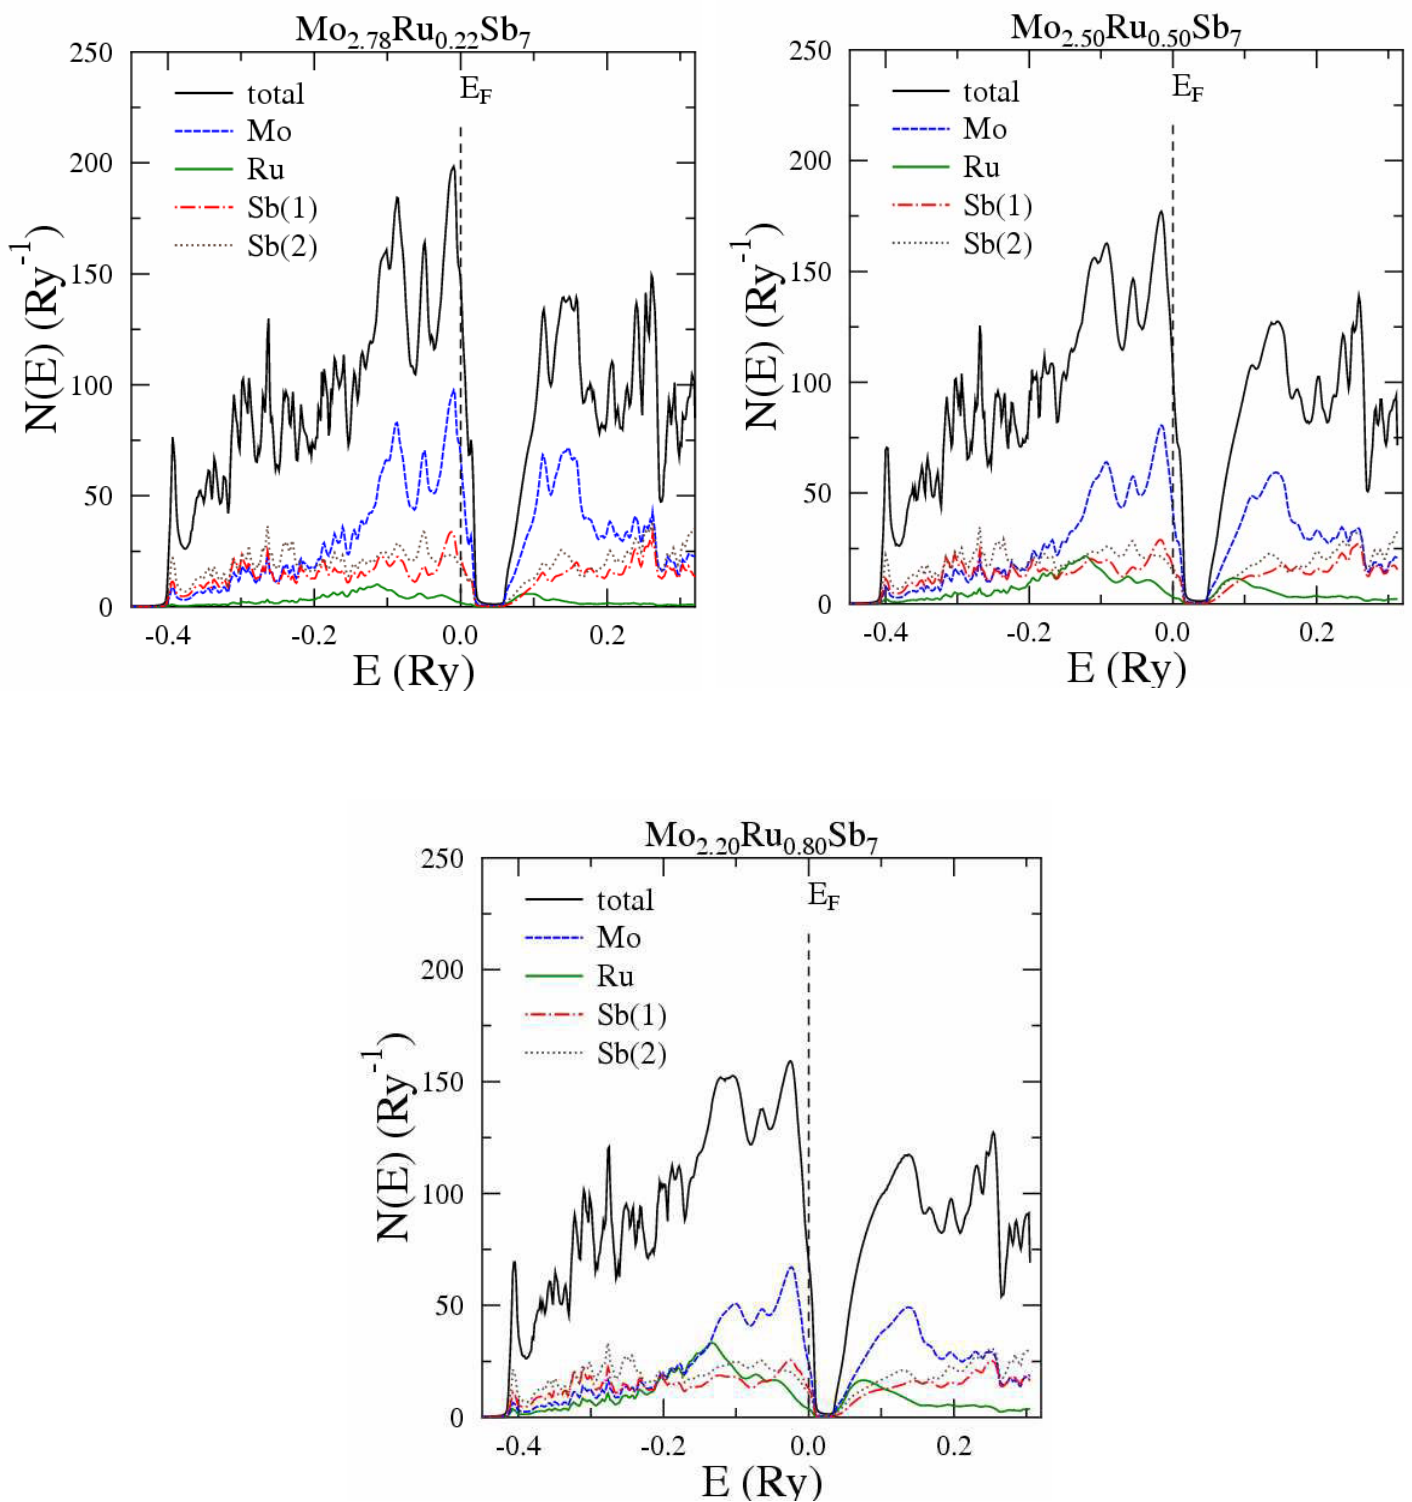 Mo2.78Ru0.22Sb7
250
200
150
100
50
0
N(E) (Ry-1)
total
Mo
Ru
Sb(1)
Sb(2)
EF
-0.4
-0.2
0.0
0.2
E (Ry)
Mo2.50Ru0.50Sb7
250
200
150
100
50
0
N(E) (Ry-1)
total
Mo
Ru
Sb(1)
Sb(2)
EF
-0.4
-0.2
0.0
0.2
E (Ry)
Mo2.20Ru0.80Sb7
250
200
150
100
50
0
N(E) (Ry-1)
total
Mo
Ru
Sb(1)
Sb(2)
EF
-0.4
-0.2
0.0
0.2
E (Ry)